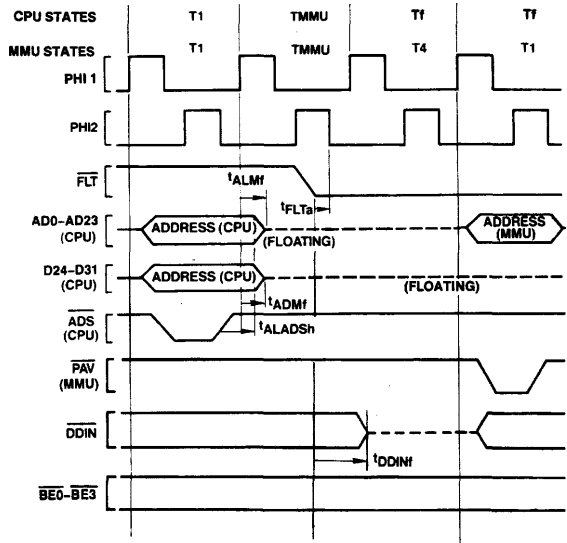 CPU STATES T1 TMMU Tf Tf
MMU STATES T1 TMMU T4 T1
PHI 1
PHI2
FLT
tALMf
tFLTa
AD0–AD23
(CPU)
ADDRESS (CPU)
(FLOATING)
ADDRESS
(MMU)
D24–D31
(CPU)
ADDRESS (CPU)
(FLOATING)
tADMf
ADS
(CPU)
tALADSh
PAV
(MMU)
DDIN
tDDINf
BE0–BE3